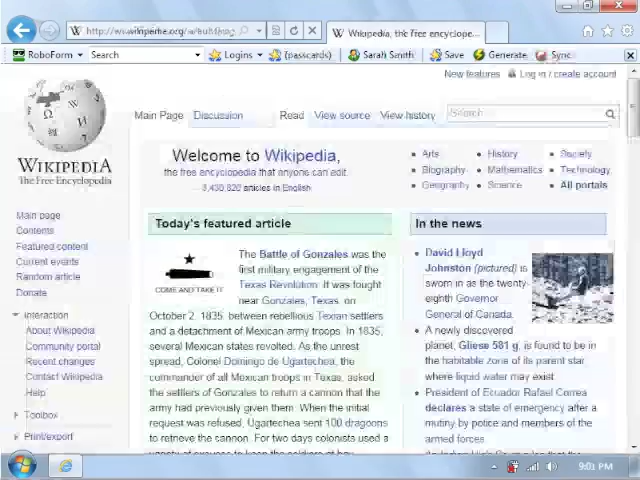 Wikipedia, the Free encyclope...
RoboForm Search Logins (passcards) Sarah Smith Save Generate Sync
New features Log in / create account
Main Page Discussion Read View source View history Search
WIKIPEDIA
The Free Encyclopedia
Welcome to Wikipedia,
the free encyclopedia that anyone can edit.
articles in English
Arts History Society
Biography Mathematics Technology
Geography Science All portals
Main page
Contents
Featured content
Current events
Random article
Donate
Interaction
About Wikipedia
Community portal
Recent changes
Contact Wikipedia
Help
Toolbox
Print/export
Today's featured article
COME AND TAKE IT
The Battle of Gonzales was the
first military engagement of the
Texas Revolution. It was fought
near Gonzales, Texas, on
October 2, 1835, between rebellious Texian settlers
and a detachment of Mexican army troops. In 1835,
several Mexican states revolted. As the unrest
spread, Colonel Domingo de Ugartechea, the
commander of all Mexican troops in Texas, asked
the settlers of Gonzales to return a cannon that the
army had previously given them. When the initial
request was refused, Ugartechea sent 100 dragoons
to retrieve the cannon. For two days colonists used a
In the news
David Lloyd
Johnston (pictured) is
sworn in as the twenty-
eighth Governor
General of Canada.
A newly discovered
planet, Gliese 581 g, is found to be in
the habitable zone of its parent star
where liquid water may exist.
President of Ecuador Rafael Correa
declares a state of emergency after a
mutiny by police and members of the
armed forces.
9:01 PM